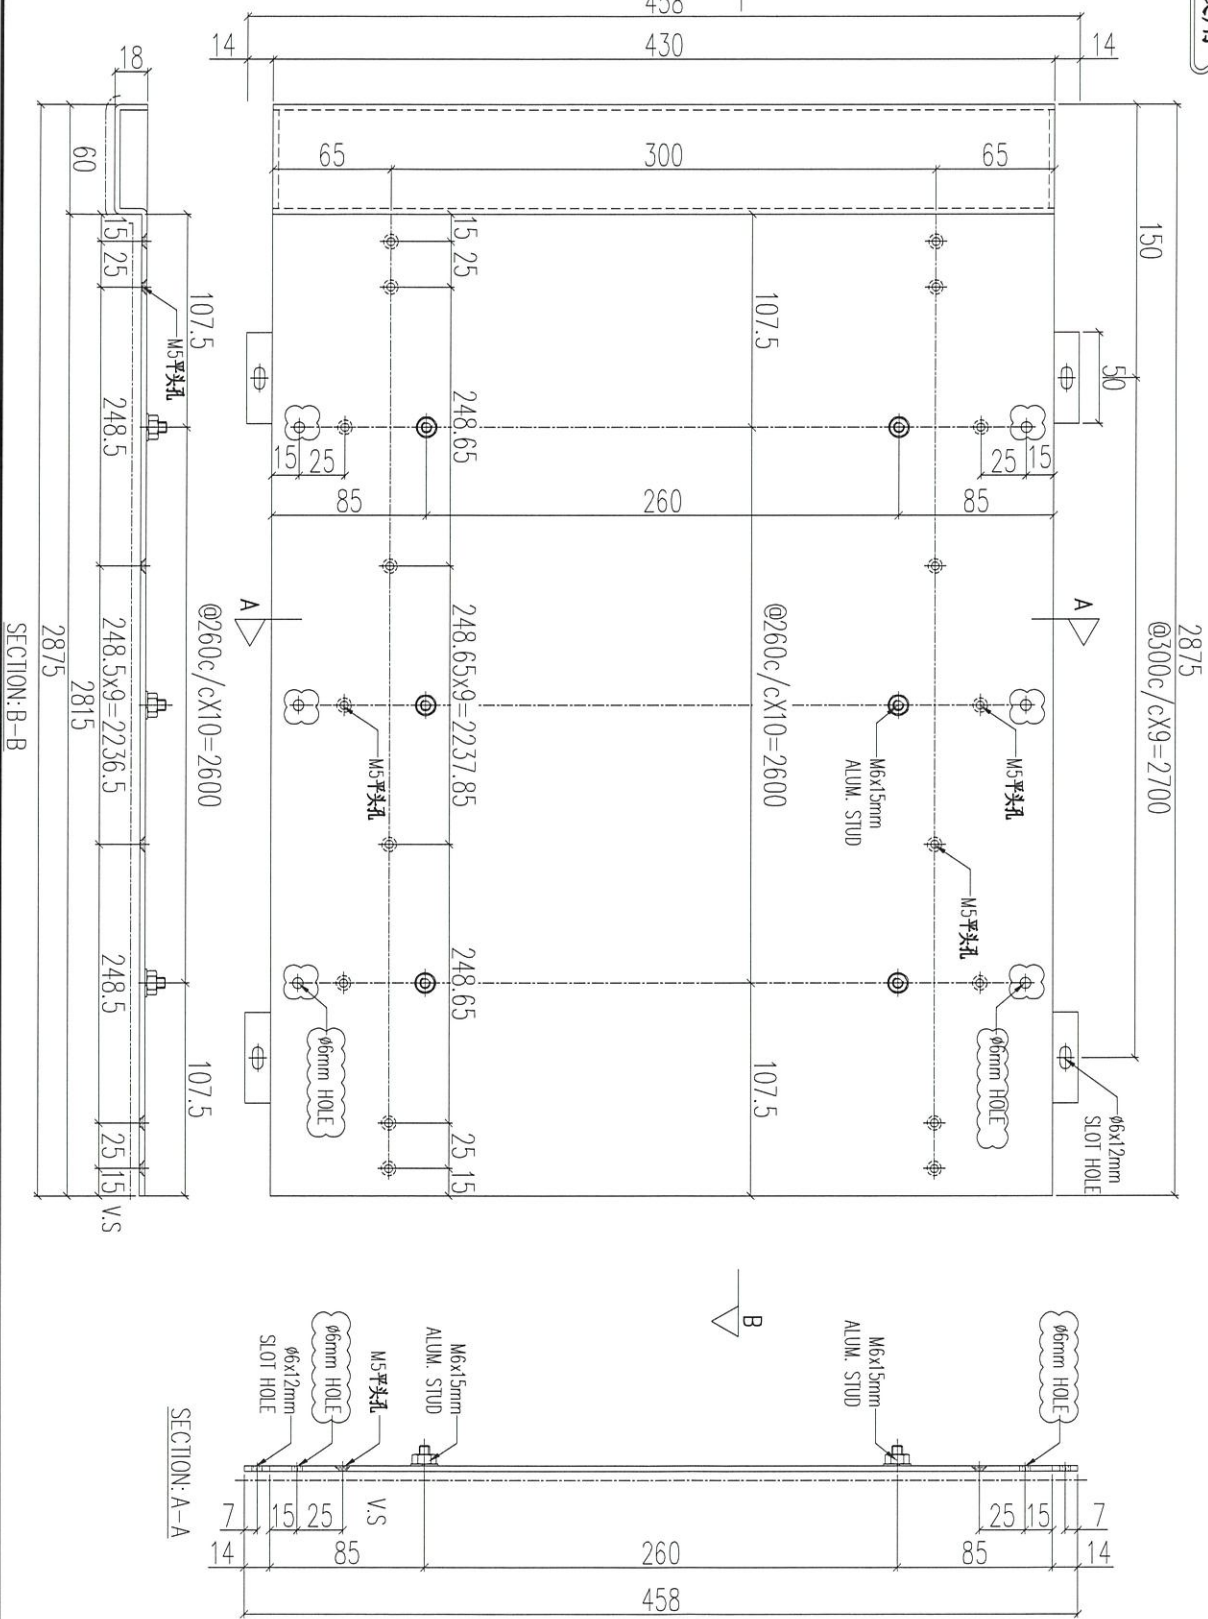 458
14
430
14
18
2875
@300c/cX9=2700
150
60
65
300
65
15
25
15
25
107.5
107.5
50
M5平头孔
248.5
248.65
15
25
25
15
85
260
85
A
A
@260c/cX10=2600
248.5x9=2236.5
248.65x9=2237.85
@260c/cX10=2600
2815
2875
SECTION:B-B
M5平头孔
M6x15mm
ALUM. STUD
M5平头孔
M5平头孔
248.5
248.65
ø6mm HOLE
ø6mm HOLE
ø6x12mm
SLOT HOLE
107.5
107.5
25
15
25
15
V.S
B
ø6mm HOLE
M6x15mm
ALUM. STUD
M6x15mm
ALUM. STUD
M5平头孔
ø6mm HOLE
ø6x12mm
SLOT HOLE
SECTION: A-A
V.S
7
15
25
25
15
7
14
85
260
85
14
458